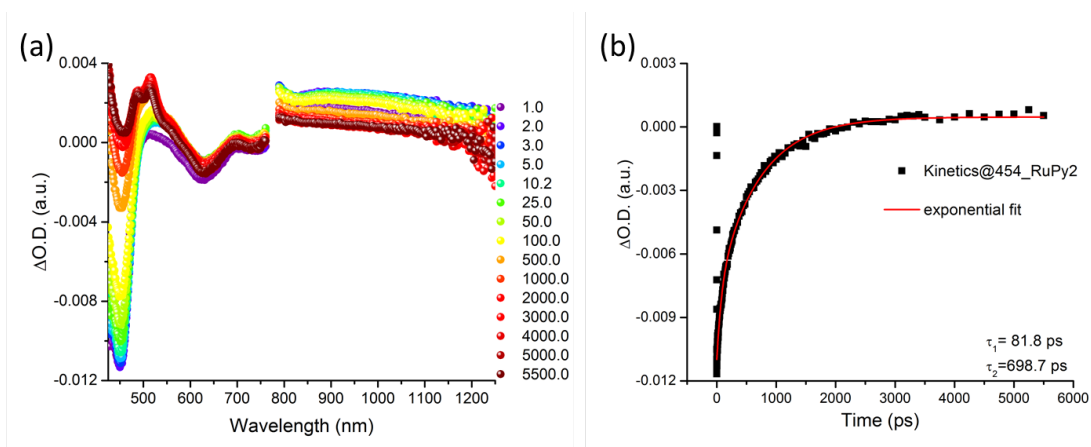 (a)
0.004
0.000
-0.004
-0.008
-0.012
ΔO.D. (a.u.)
500 600 700 800 900 1000 1100 1200
Wavelength (nm)
1.0
2.0
3.0
5.0
10.2
25.0
50.0
100.0
500.0
1000.0
2000.0
3000.0
4000.0
5000.0
5500.0
(b)
0.003
0.000
-0.003
-0.006
-0.009
-0.012
ΔO.D. (a.u.)
Kinetics@454_RuPy2
exponential fit
τ1= 81.8 ps
τ2=698.7 ps
0 1000 2000 3000 4000 5000 6000
Time (ps)